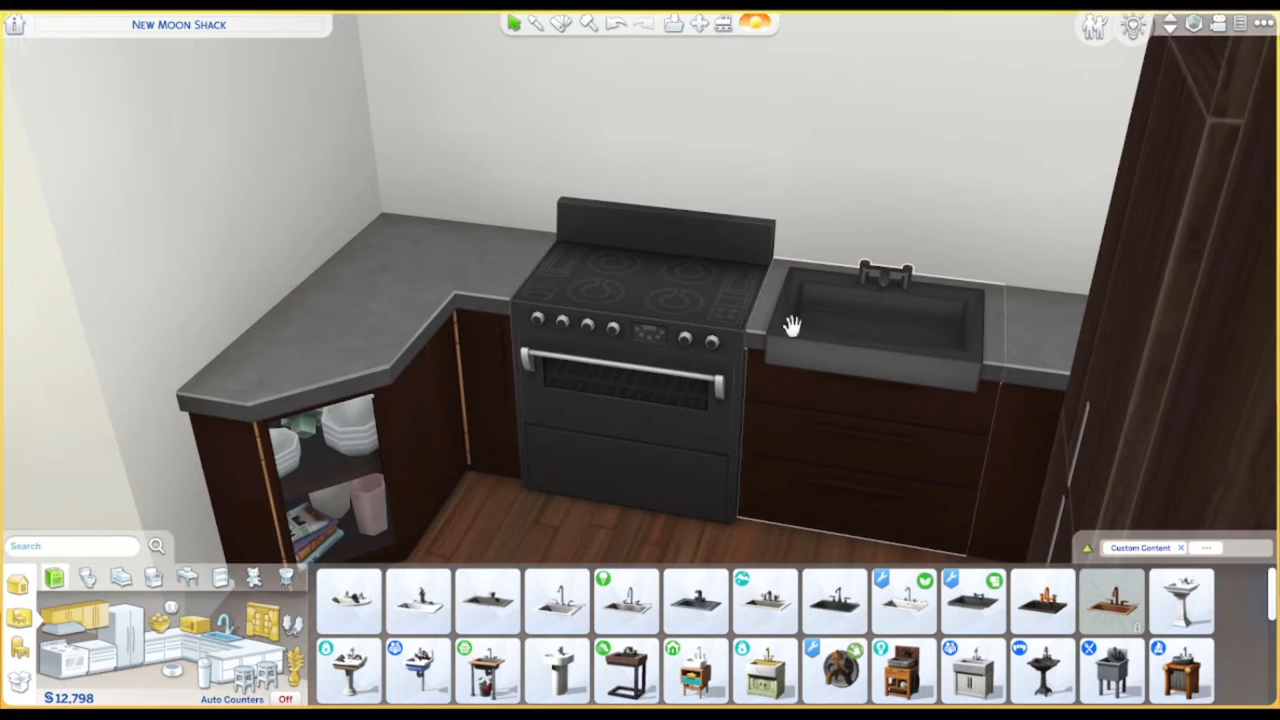 NEW MOON SHACK
Search
Custom Content X ...
§12,798
Auto Counters Off